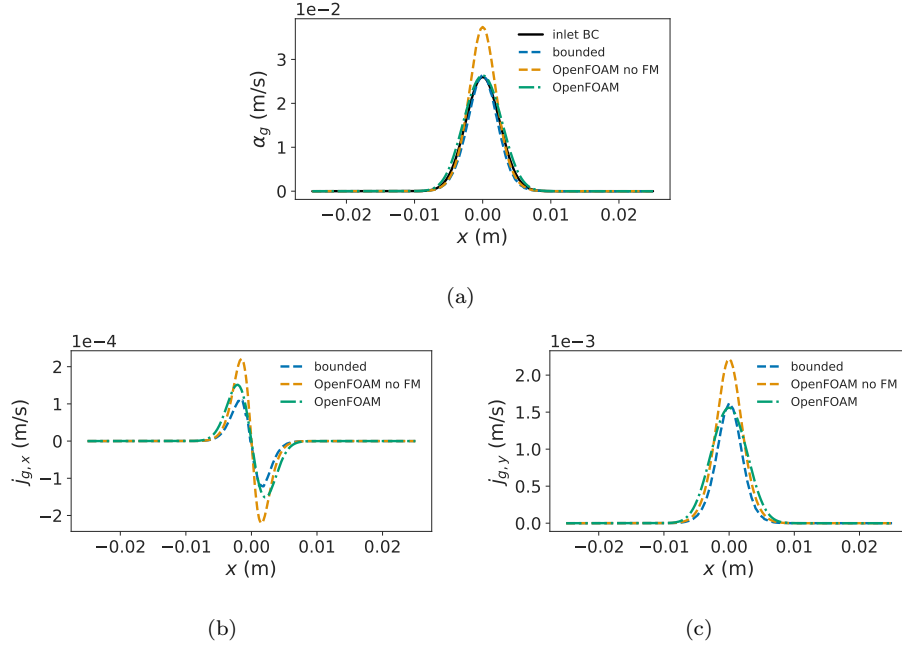 1e−2
α_g (m/s)
3
2
1
0
inlet BC
bounded
OpenFOAM no FM
OpenFOAM
−0.02 −0.01 0.00 0.01 0.02
x (m)
(a)
1e−4
j_{g,x} (m/s)
2
1
0
−1
−2
bounded
OpenFOAM no FM
OpenFOAM
−0.02 −0.01 0.00 0.01 0.02
x (m)
(b)
1e−3
j_{g,y} (m/s)
2.0
1.5
1.0
0.5
0.0
bounded
OpenFOAM no FM
OpenFOAM
−0.02 −0.01 0.00 0.01 0.02
x (m)
(c)